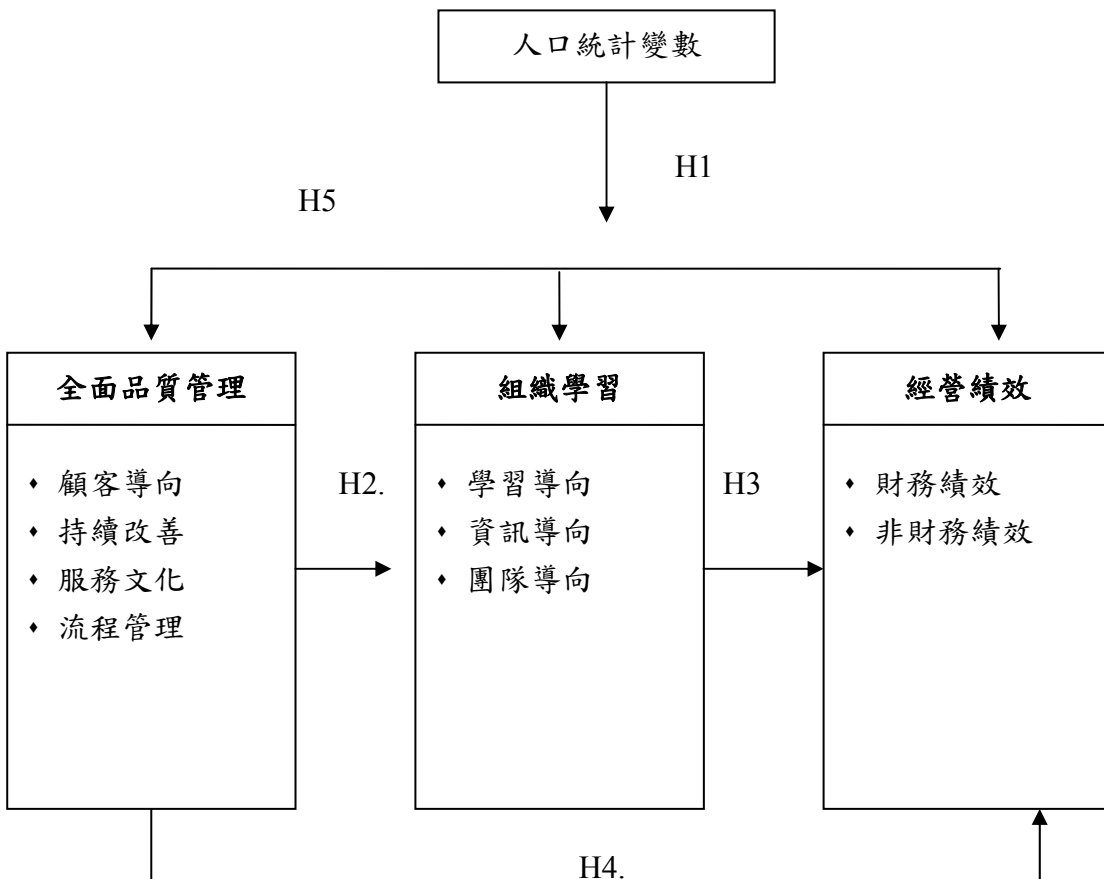 人口統計變數
H1
H5
全面品質管理
組織學習
經營績效
• 顧客導向
• 持續改善
• 服務文化
• 流程管理
H2.
• 學習導向
• 資訊導向
• 團隊導向
H3
• 財務績效
• 非財務績效
H4.